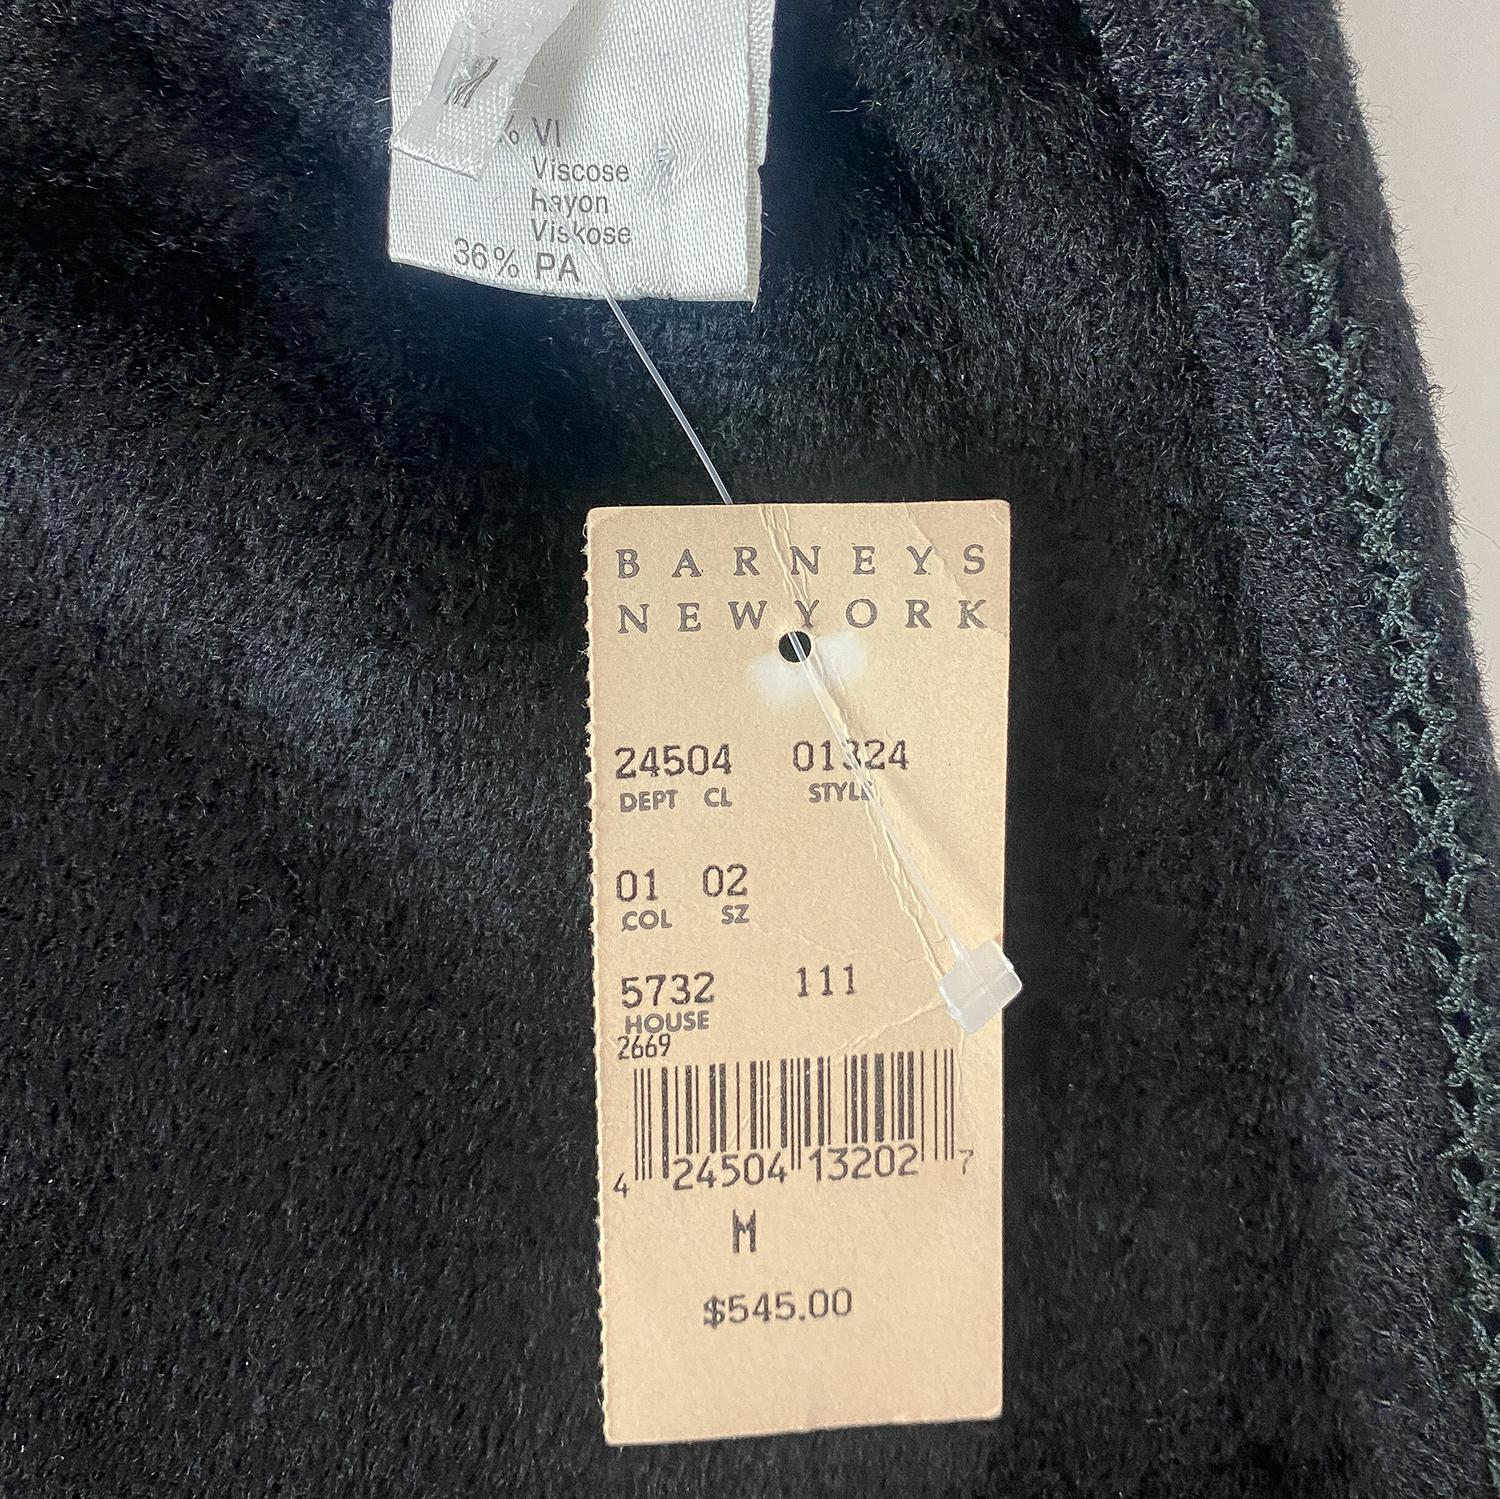 % VI
Viscose
Rayon
Viskose
36% PA
BARNEYS
NEWYORK
24504 01324
DEPT CL STYLE
01 02
COL SZ
5732 111
HOUSE
2669
4 24504 13202 7
M
$545.00